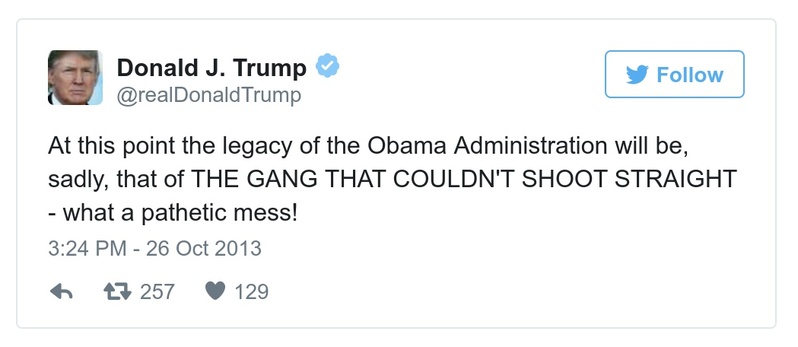 Donald J. Trump
@realDonaldTrump
Follow
At this point the legacy of the Obama Administration will be,
sadly, that of THE GANG THAT COULDN'T SHOOT STRAIGHT
- what a pathetic mess!
3:24 PM - 26 Oct 2013
257 129